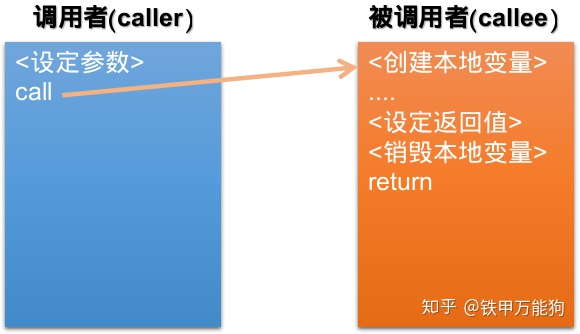 调用者(caller)
<设定参数>
call
被调用者(callee)
<创建本地变量>
....
<设定返回值>
<销毁本地变量>
return
知乎 @铁甲万能狗